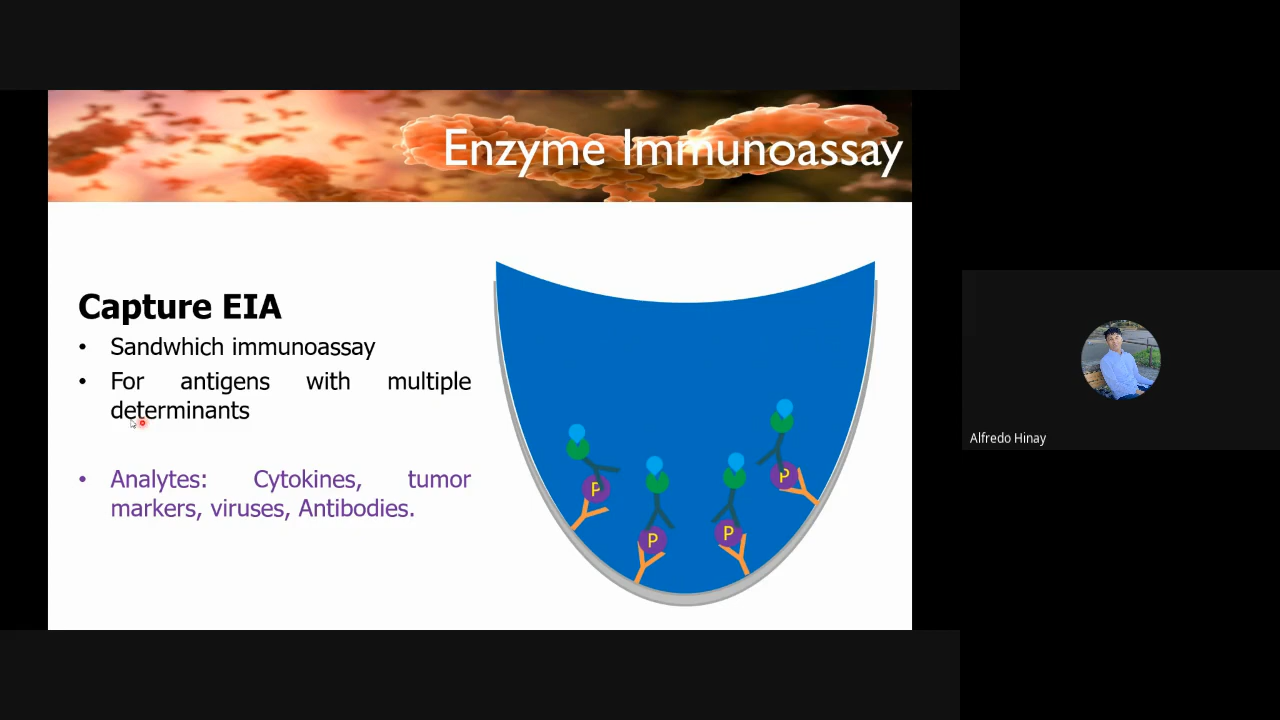 Enzyme Immunoassay
Capture EIA
• Sandwhich immunoassay
• For antigens with multiple
determinants
• Analytes: Cytokines, tumor
markers, viruses, Antibodies.
P
P
P
P
Alfredo Hinay